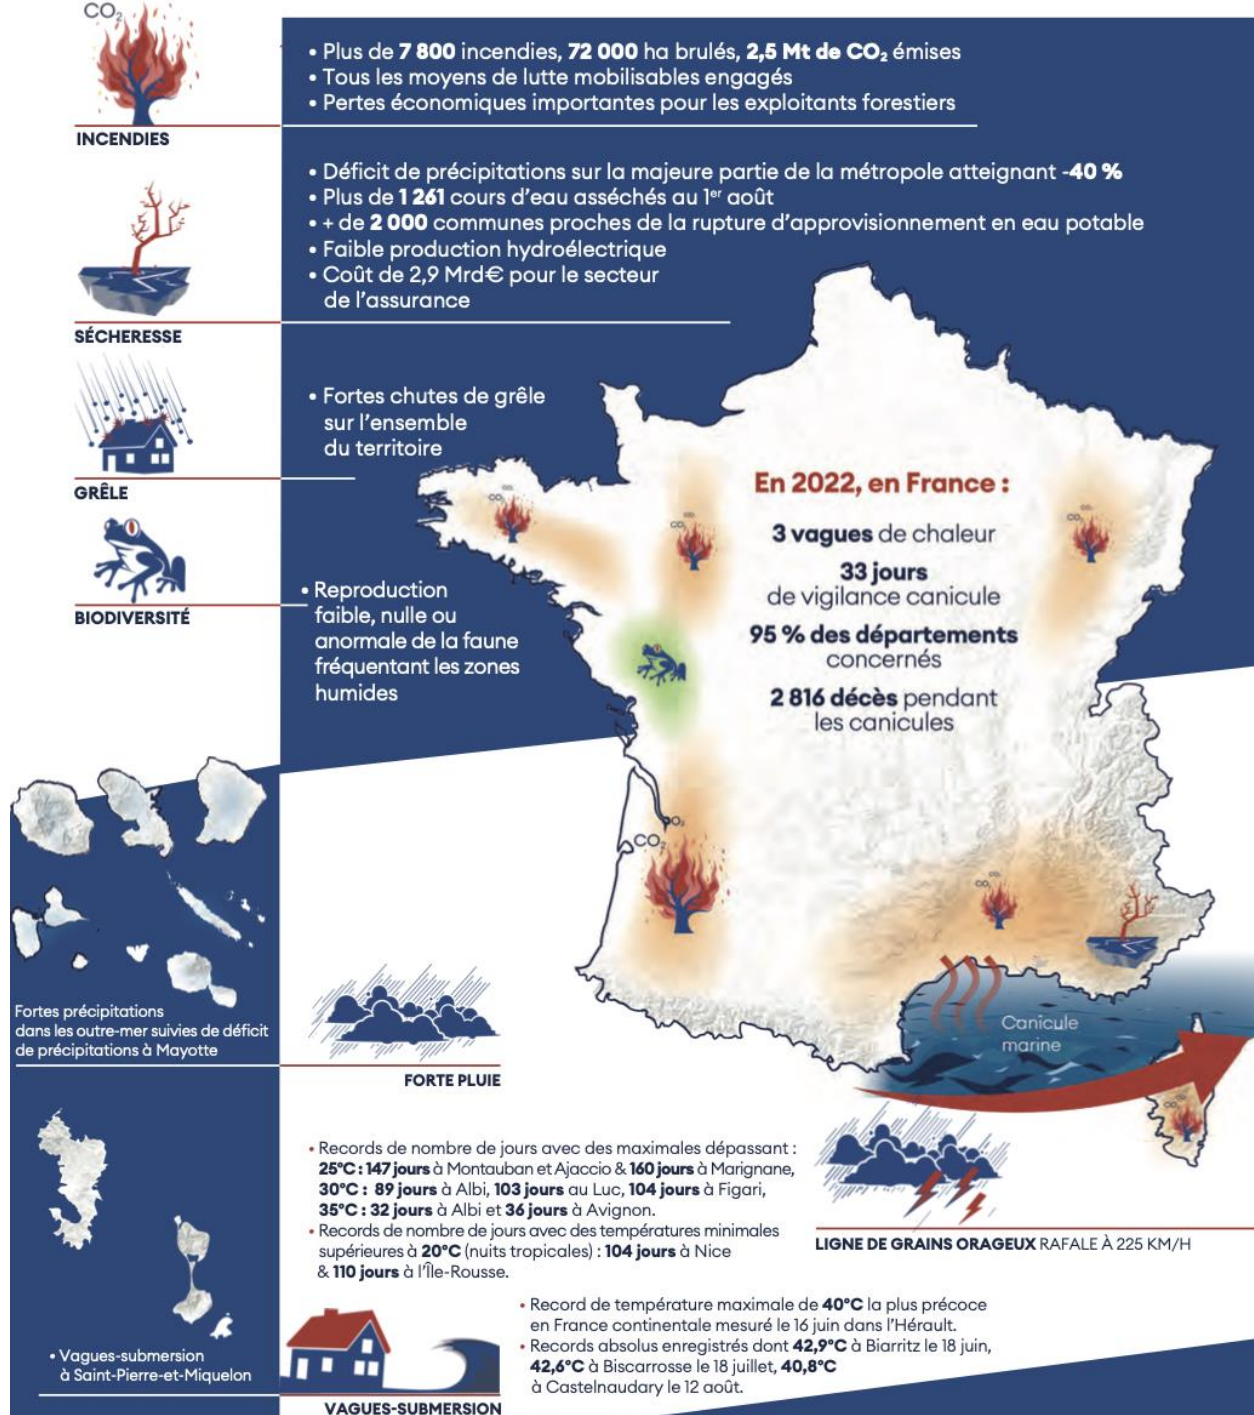 CO₂
• Plus de 7 800 incendies, 72 000 ha brulés, 2,5 Mt de CO₂ émises
• Tous les moyens de lutte mobilisables engagés
• Pertes économiques importantes pour les exploitants forestiers
INCENDIES
• Déficit de précipitations sur la majeure partie de la métropole atteignant -40 %
• Plus de 1 261 cours d'eau asséchés au 1er août
• + de 2 000 communes proches de la rupture d'approvisionnement en eau potable
• Faible production hydroélectrique
• Coût de 2,9 Mrd€ pour le secteur
de l'assurance
SÉCHERESSE
• Fortes chutes de grêle
sur l'ensemble
du territoire
GRÊLE
• Reproduction
faible, nulle ou
anormale de la faune
fréquentant les zones
humides
BIODIVERSITÉ
En 2022, en France :
3 vagues de chaleur
33 jours
de vigilance canicule
95 % des départements
concernés
2 816 décès pendant
les canicules
CO₂ CO₂
CO₂ CO₂
CO₂ CO₂
CO₂
CO₂
CO₂ CO₂
Canicule
marine
CO₂ CO₂
Fortes précipitations
dans les outre-mer suivies de déficit
de précipitations à Mayotte
FORTE PLUIE
• Records de nombre de jours avec des maximales dépassant :
25°C : 147 jours à Montauban et Ajaccio & 160 jours à Marignane,
30°C : 89 jours à Albi, 103 jours au Luc, 104 jours à Figari,
35°C : 32 jours à Albi et 36 jours à Avignon.
• Records de nombre de jours avec des températures minimales
supérieures à 20°C (nuits tropicales) : 104 jours à Nice
& 110 jours à l'Île-Rousse.
LIGNE DE GRAINS ORAGEUX RAFALE À 225 KM/H
• Vagues-submersion
à Saint-Pierre-et-Miquelon
VAGUES-SUBMERSION
• Record de température maximale de 40°C la plus précoce
en France continentale mesuré le 16 juin dans l'Hérault.
• Records absolus enregistrés dont 42,9°C à Biarritz le 18 juin,
42,6°C à Biscarrosse le 18 juillet, 40,8°C
à Castelnaudary le 12 août.